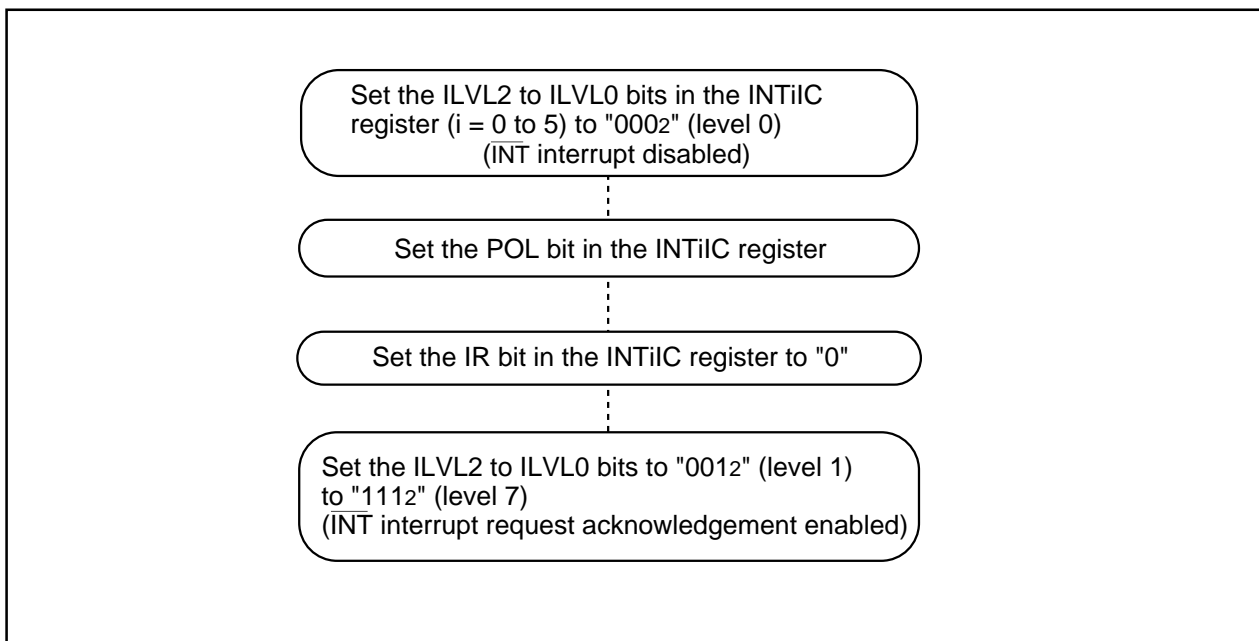 Set the ILVL2 to ILVL0 bits in the INTiIC
register (i = 0 to 5) to "0002" (level 0)
(INT interrupt disabled)
Set the POL bit in the INTiIC register
Set the IR bit in the INTiIC register to "0"
Set the ILVL2 to ILVL0 bits to "0012" (level 1)
to "1112" (level 7)
(INT interrupt request acknowledgement enabled)